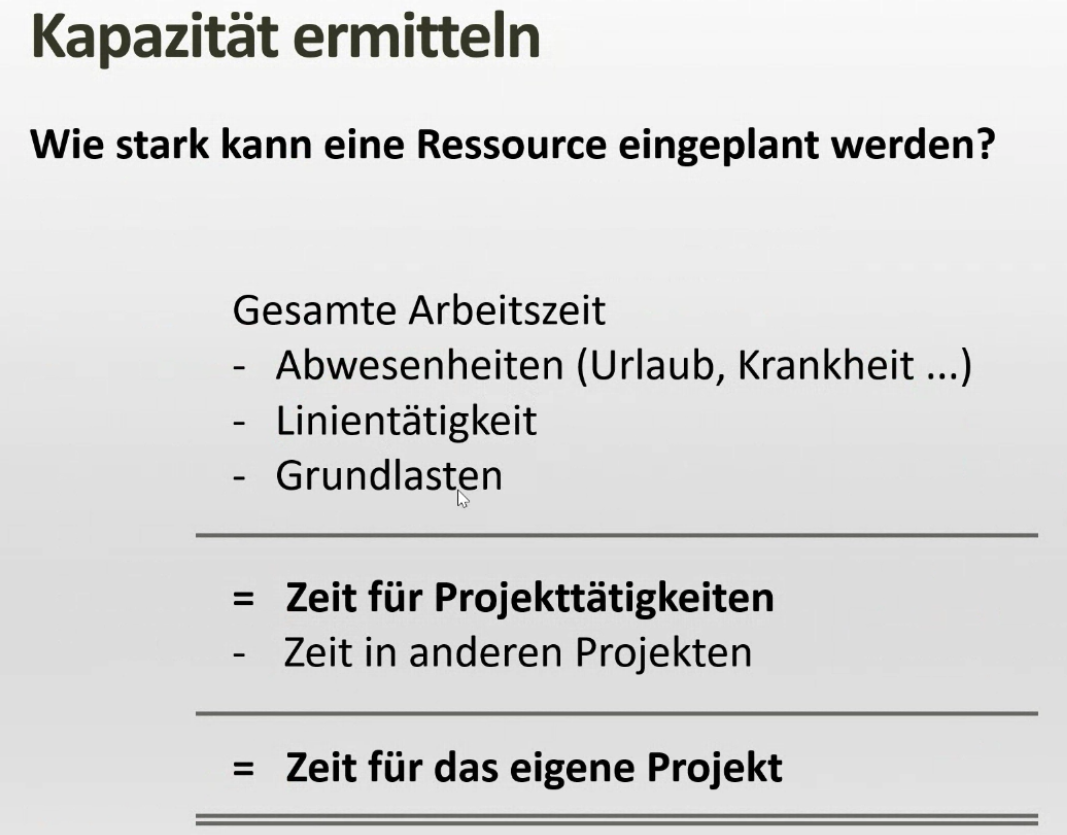 Kapazität ermitteln
Wie stark kann eine Ressource eingeplant werden?
Gesamte Arbeitszeit
- Abwesenheiten (Urlaub, Krankheit ...)
- Linientätigkeit
- Grundlasten
= Zeit für Projekttätigkeiten
- Zeit in anderen Projekten
= Zeit für das eigene Projekt